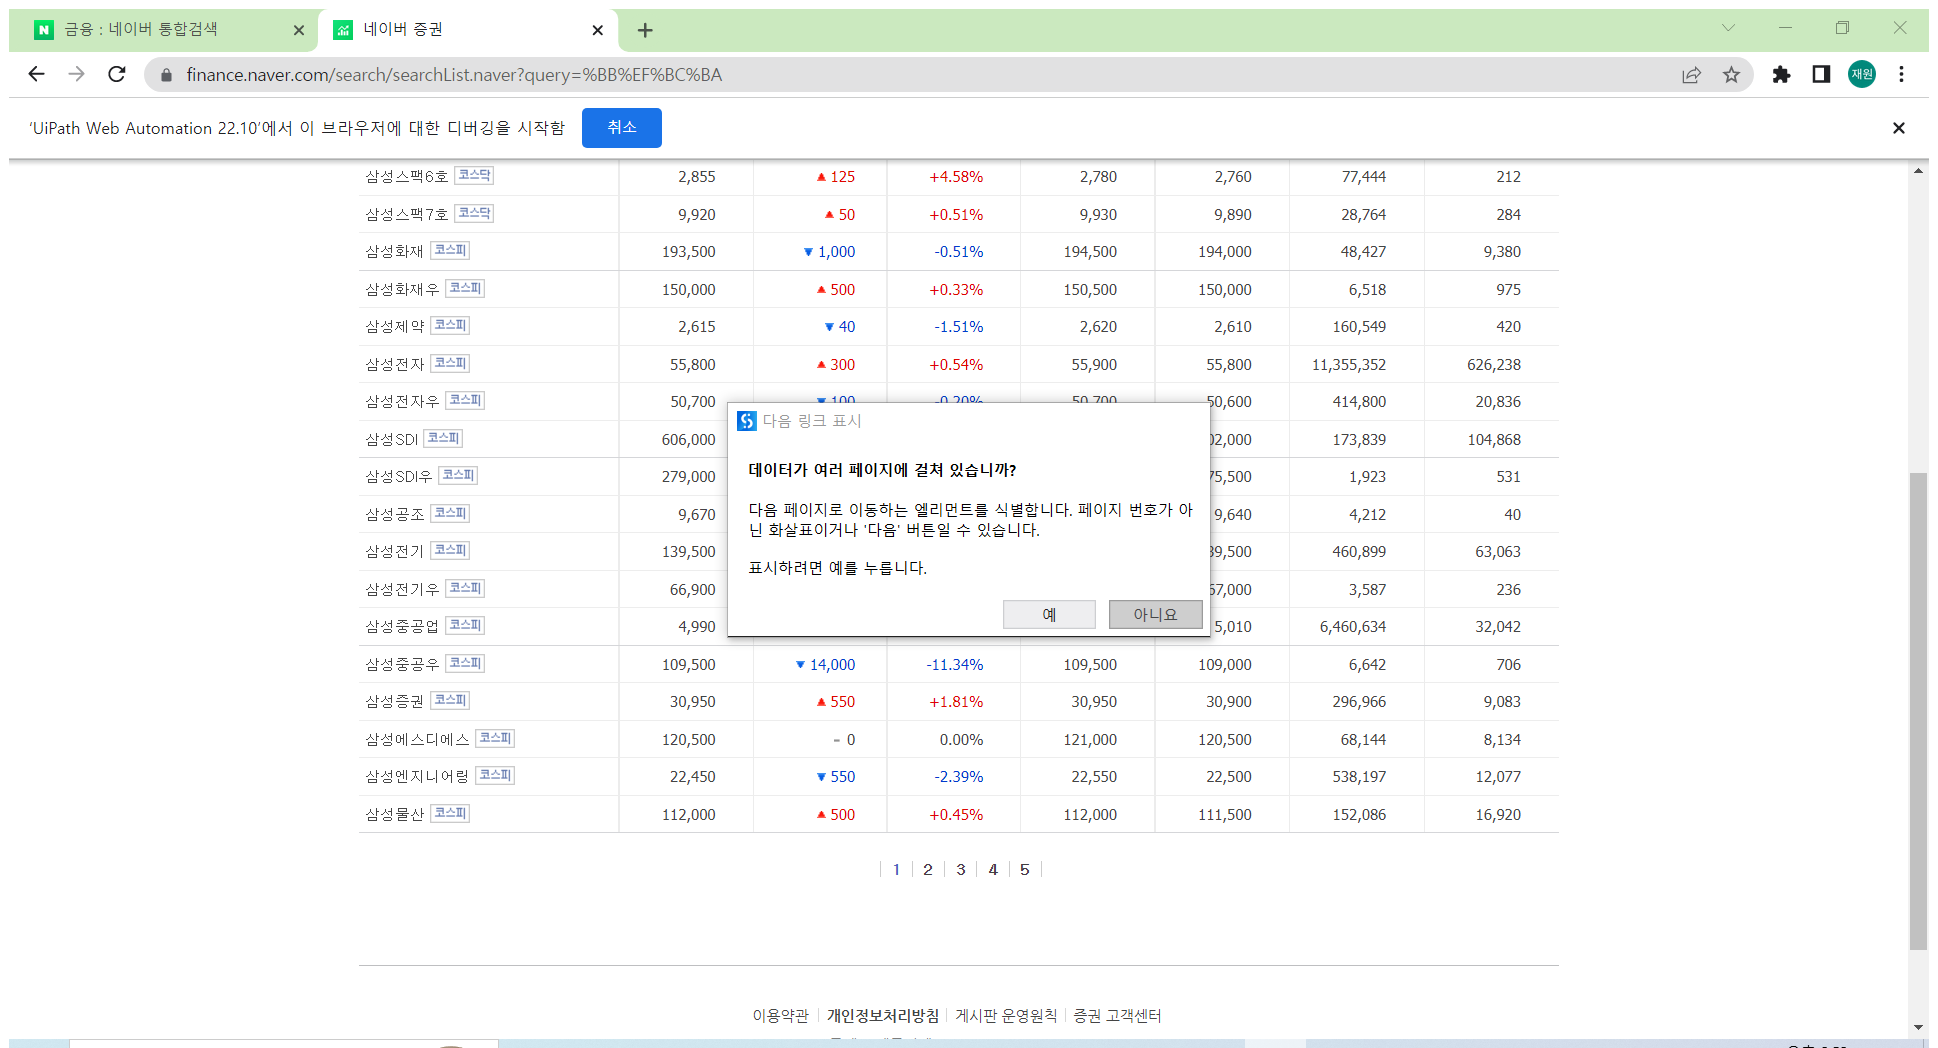 금융 : 네이버 통합검색
네이버 증권
finance.naver.com/search/searchList.naver?query=%BB%EF%BC%BA
재원
'UiPath Web Automation 22.10'에서 이 브라우저에 대한 디버깅을 시작함 취소
삼성스팩6호 코스닥 2,855 ▲ 125 +4.58% 2,780 2,760 77,444 212
삼성스팩7호 코스닥 9,920 ▲ 50 +0.51% 9,930 9,890 28,764 284
삼성화재 코스피 193,500 ▼ 1,000 -0.51% 194,500 194,000 48,427 9,380
삼성화재우 코스피 150,000 ▲ 500 +0.33% 150,500 150,000 6,518 975
삼성제약 코스피 2,615 ▼ 40 -1.51% 2,620 2,610 160,549 420
삼성전자 코스피 55,800 ▲ 300 +0.54% 55,900 55,800 11,355,352 626,238
삼성전자우 코스피 50,700 ▼ 100 -0.20% 50,700 50,600 414,800 20,836
삼성SDI 코스피 606,000 02,000 173,839 104,868
삼성SDI우 코스피 279,000 75,500 1,923 531
삼성공조 코스피 9,670 9,640 4,212 40
삼성전기 코스피 139,500 39,500 460,899 63,063
삼성전기우 코스피 66,900 67,000 3,587 236
삼성중공업 코스피 4,990 5,010 6,460,634 32,042
삼성중공우 코스피 109,500 ▼ 14,000 -11.34% 109,500 109,000 6,642 706
삼성증권 코스피 30,950 ▲ 550 +1.81% 30,950 30,900 296,966 9,083
삼성에스디에스 코스피 120,500 - 0 0.00% 121,000 120,500 68,144 8,134
삼성엔지니어링 코스피 22,450 ▼ 550 -2.39% 22,550 22,500 538,197 12,077
삼성물산 코스피 112,000 ▲ 500 +0.45% 112,000 111,500 152,086 16,920
다음 링크 표시
데이터가 여러 페이지에 걸쳐 있습니까?
다음 페이지로 이동하는 엘리먼트를 식별합니다. 페이지 번호가 아
닌 화살표이거나 '다음' 버튼일 수 있습니다.
표시하려면 예를 누릅니다.
예 아니요
1 2 3 4 5
이용약관 개인정보처리방침 게시판 운영원칙 증권 고객센터